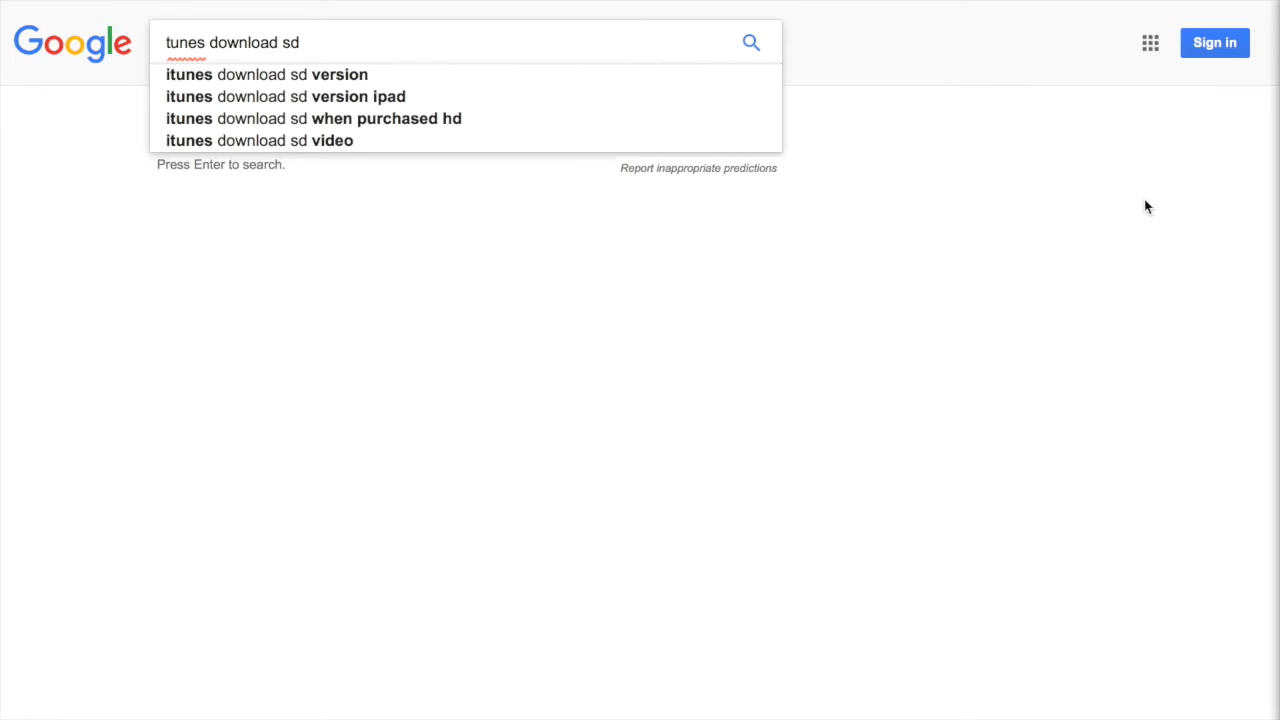 Google
tunes download sd
Sign in
itunes download sd version
itunes download sd version ipad
itunes download sd when purchased hd
itunes download sd video
Press Enter to search.
Report inappropriate predictions